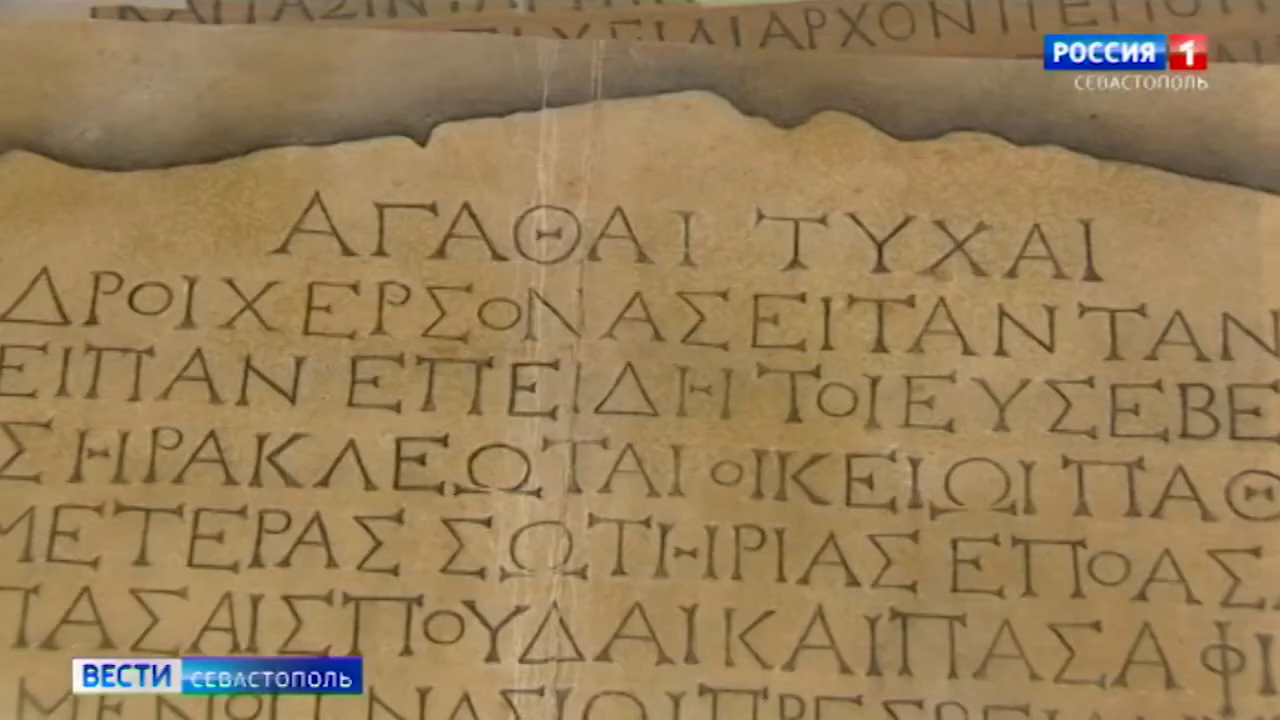 ΑΡΧΟΝΤΕ
РОССИЯ 1
СЕВАСТОПОЛЬ
ΑΓΑΘΑΙ ΤΥΧΑΙ
ΔΡΟΙ ΧΕΡΣΟΝΑΣΕΙΤΑΝ ΤΑΝ
ΕΙΠΑΝ ΕΠΕΙΔΗ ΤΟΙ ΕΥΣΕΒΕ
Σ ΗΡΑΚΛΕΩΤΑΙ ΟΙΚΕΙΩΙ ΠΑΘ
ΜΕΤΕΡΑΣ ΣΩΤΗΡΙΑΣ ΕΠΟΑΣ
ΠΑΣΑΙ ΣΠΟΥΔΑΙ ΚΑΙ ΠΑΣΑ ΦΙ
ВЕСТИ СЕВАСТОПОЛЬ